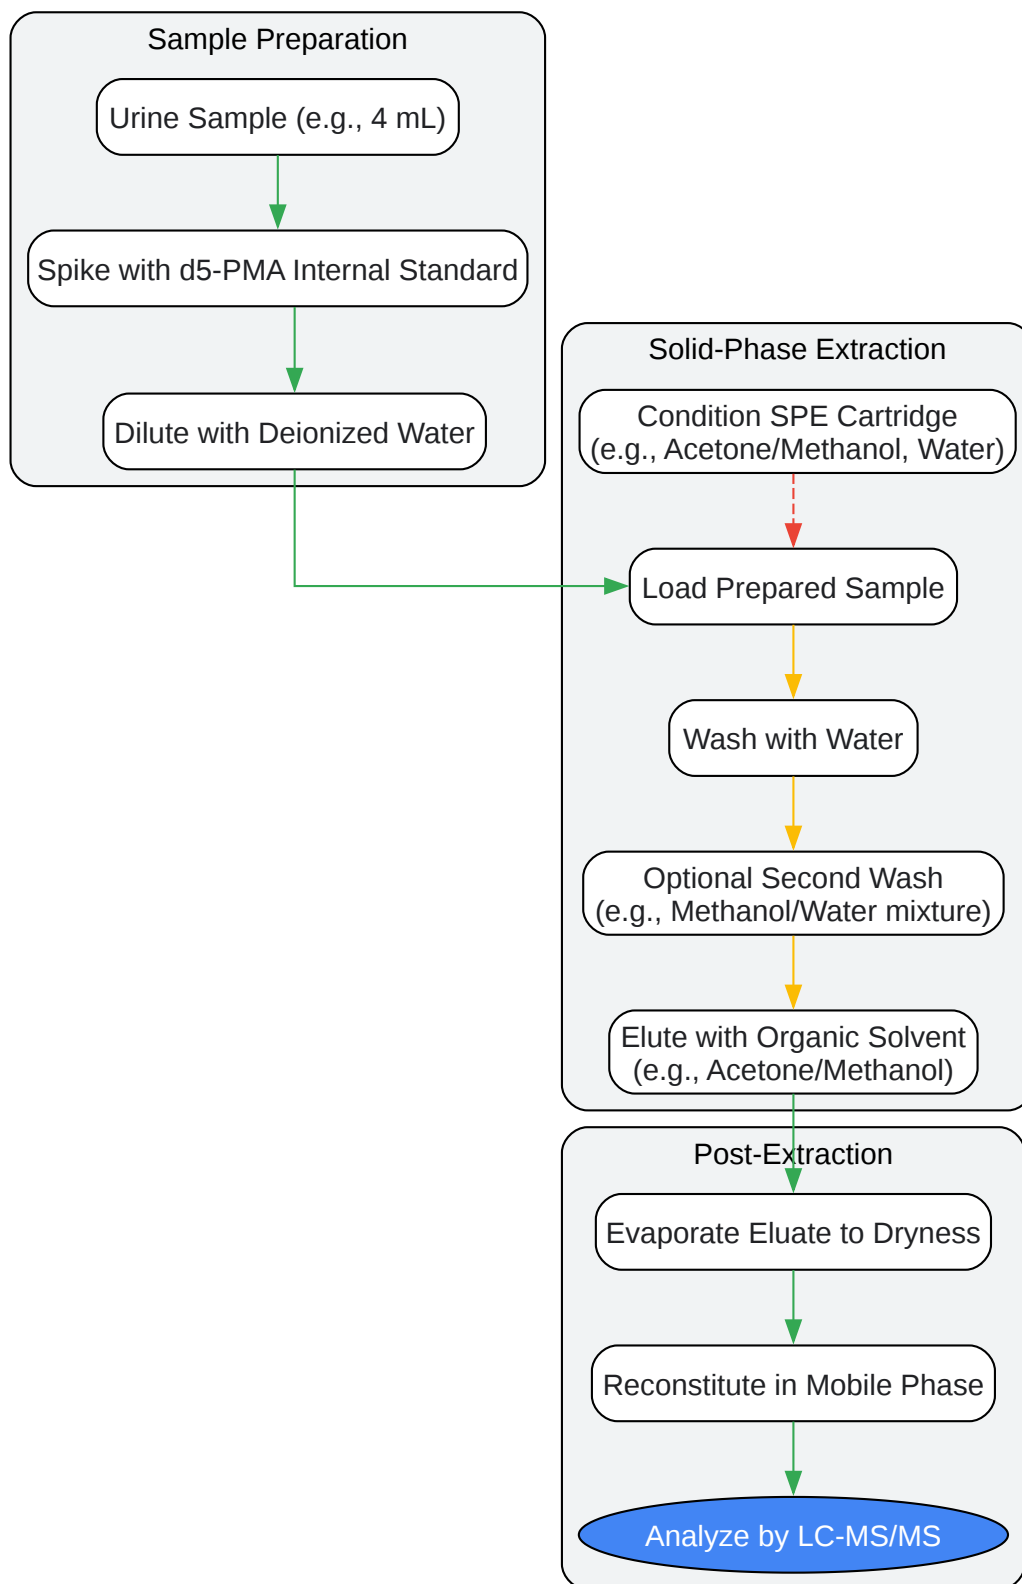 Sample Preparation
Urine Sample (e.g., 4 mL)
Spike with d5-PMA Internal Standard
Dilute with Deionized Water
Solid-Phase Extraction
Condition SPE Cartridge
(e.g., Acetone/Methanol, Water)
Load Prepared Sample
Wash with Water
Optional Second Wash
(e.g., Methanol/Water mixture)
Elute with Organic Solvent
(e.g., Acetone/Methanol)
Post-Extraction
Evaporate Eluate to Dryness
Reconstitute in Mobile Phase
Analyze by LC-MS/MS